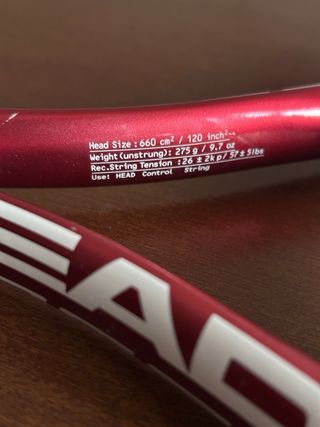 Head Size : 660 cm² / 120 inch²
Weight(unstrung): 275 g / 9.7 oz
Rec.String Tension : 26 ± 2kp/ 57± 5lbs
Use: HEAD Control String
EAD